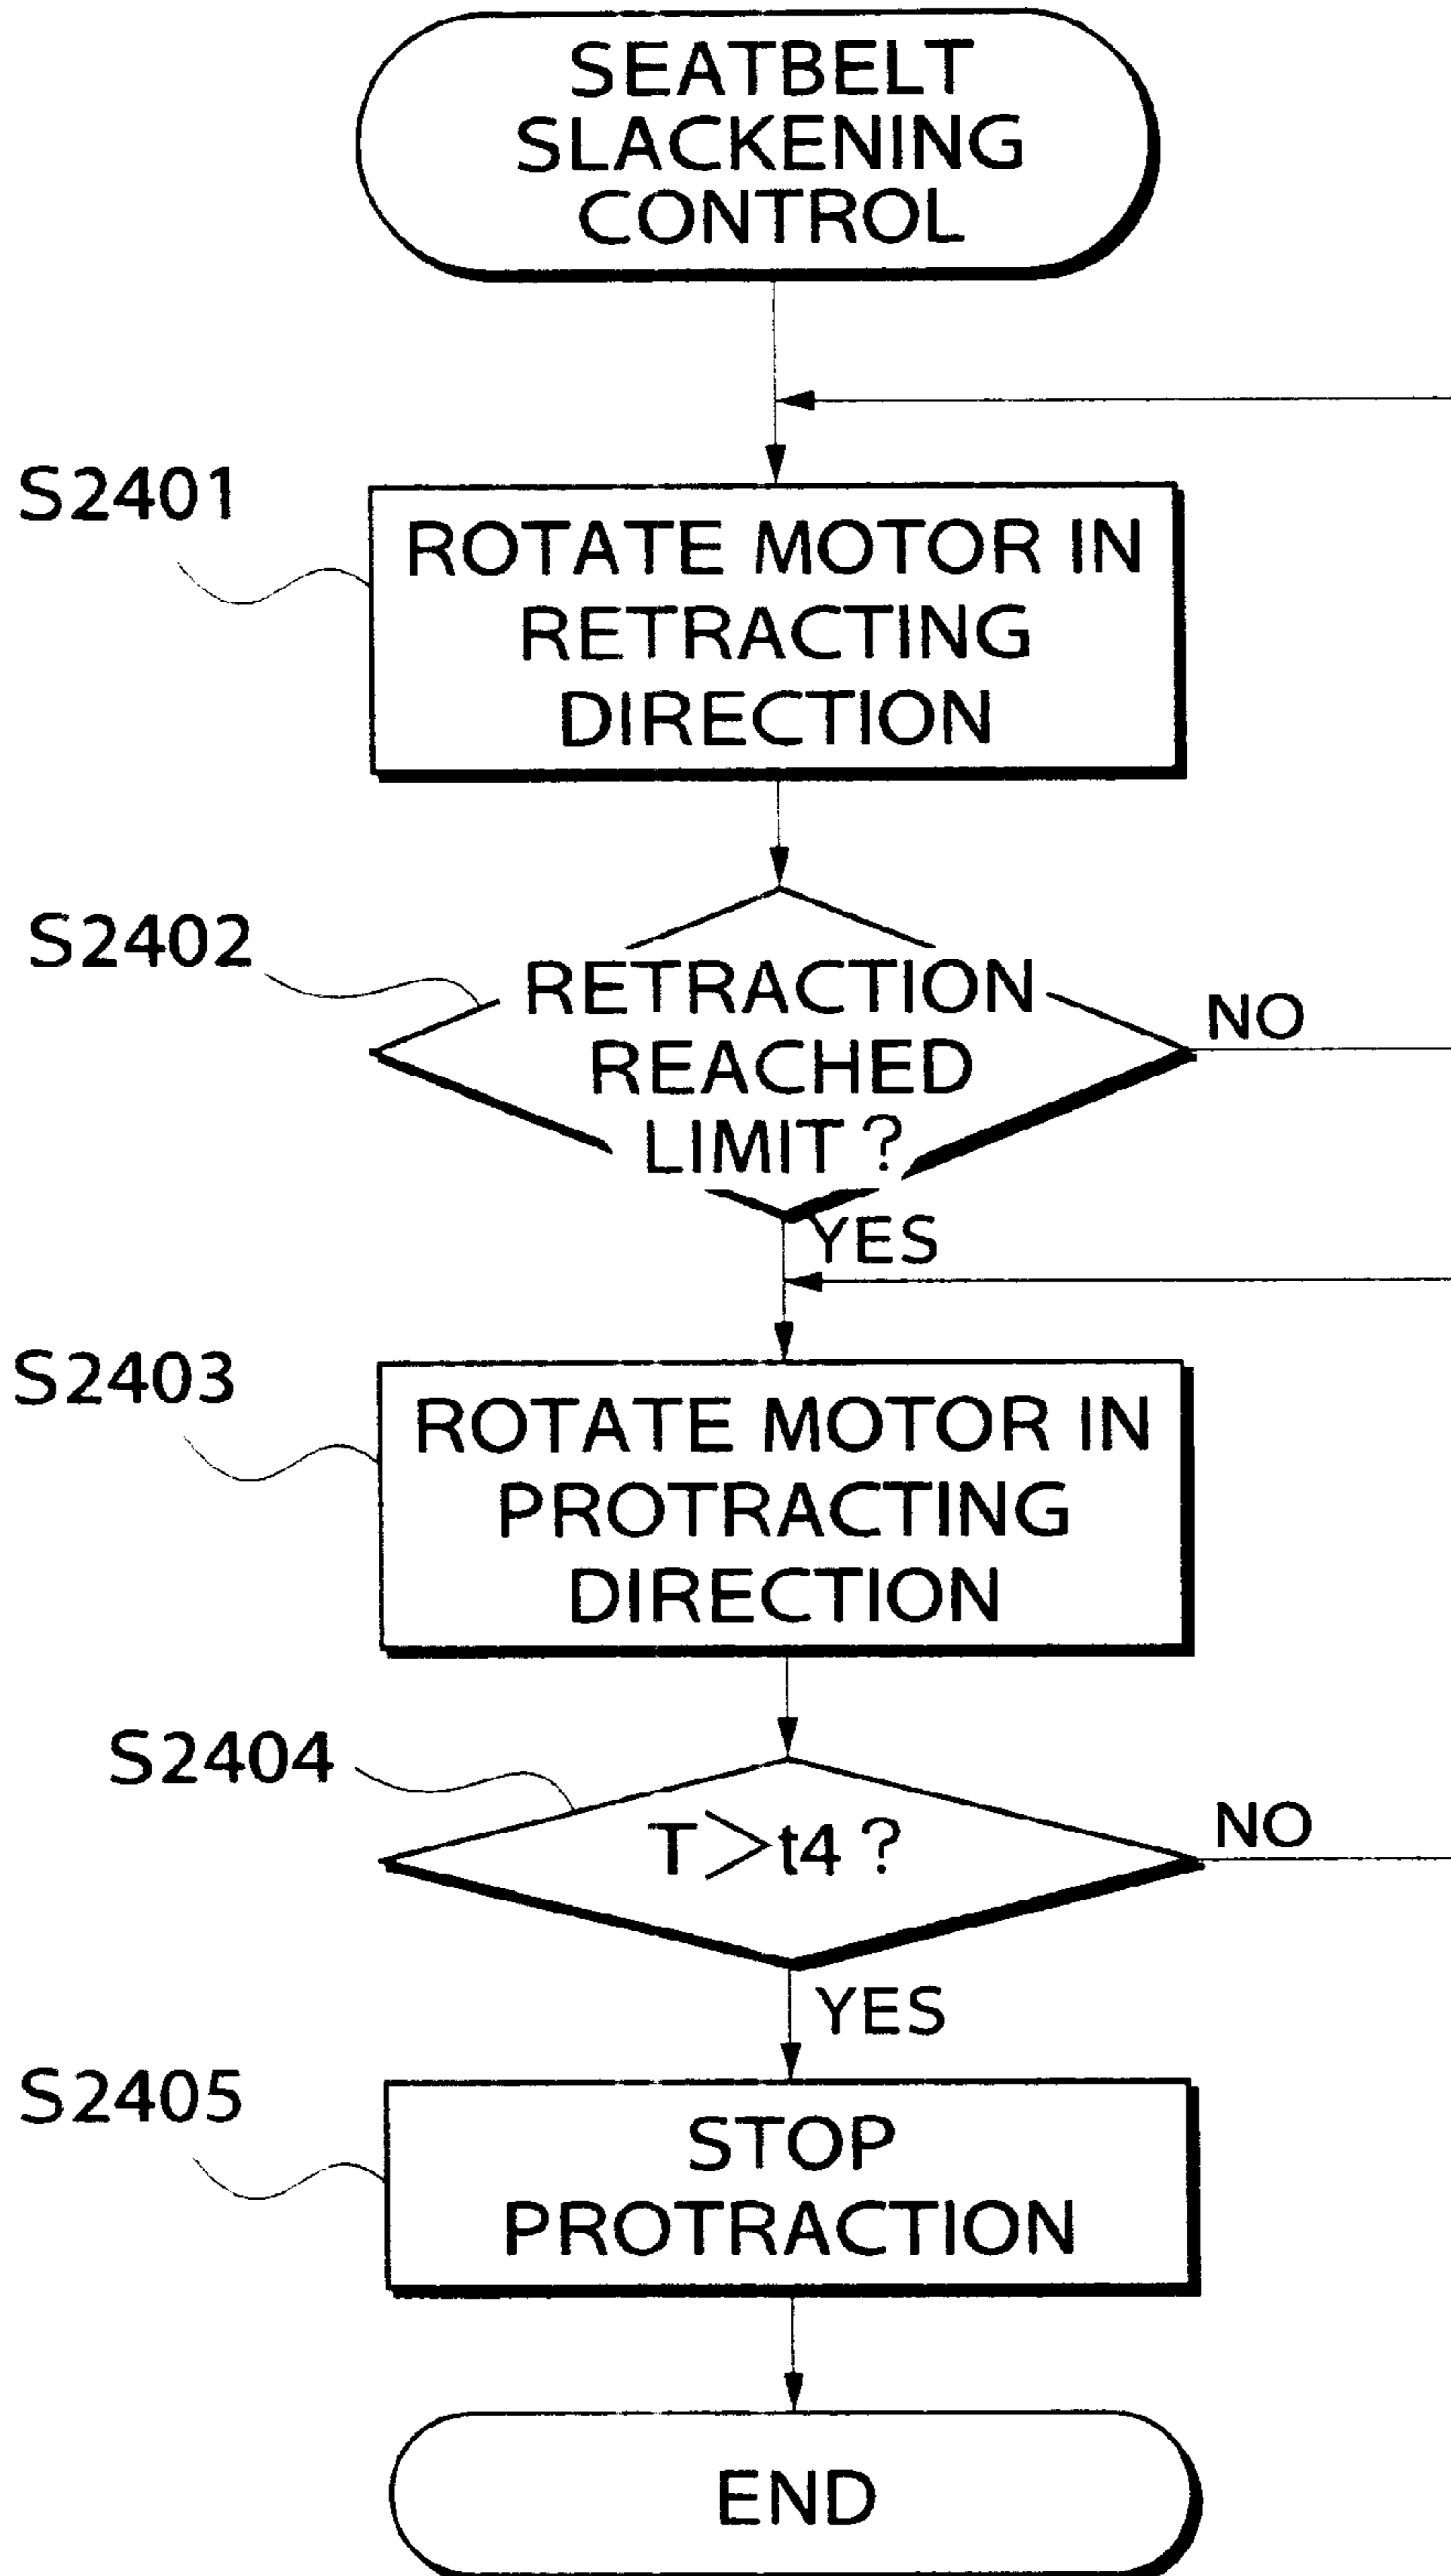 SEATBELT
SLACKENING
CONTROL
S2401
ROTATE MOTOR IN
RETRACTING
DIRECTION
S2402
RETRACTION
REACHED
LIMIT?
NO
YES
S2403
ROTATE MOTOR IN
PROTRACTING
DIRECTION
S2404
T>t4?
NO
YES
S2405
STOP
PROTRACTION
END